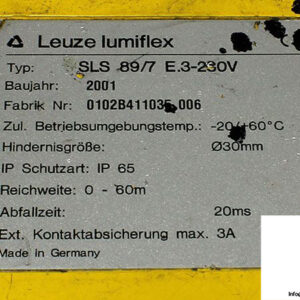 Leuze lumiflex
Typ: SLS 89/7 E.3-230V
Baujahr: 2001
Fabrik Nr: 0102B411035 006
Zul. Betriebsumgebungstemp.: -20/+60°C
Hindernisgröße: Ø30mm
IP Schutzart: IP 65
Reichweite: 0 - 60m
Abfallzeit: 20ms
Ext. Kontaktabsicherung max. 3A
Made in Germany